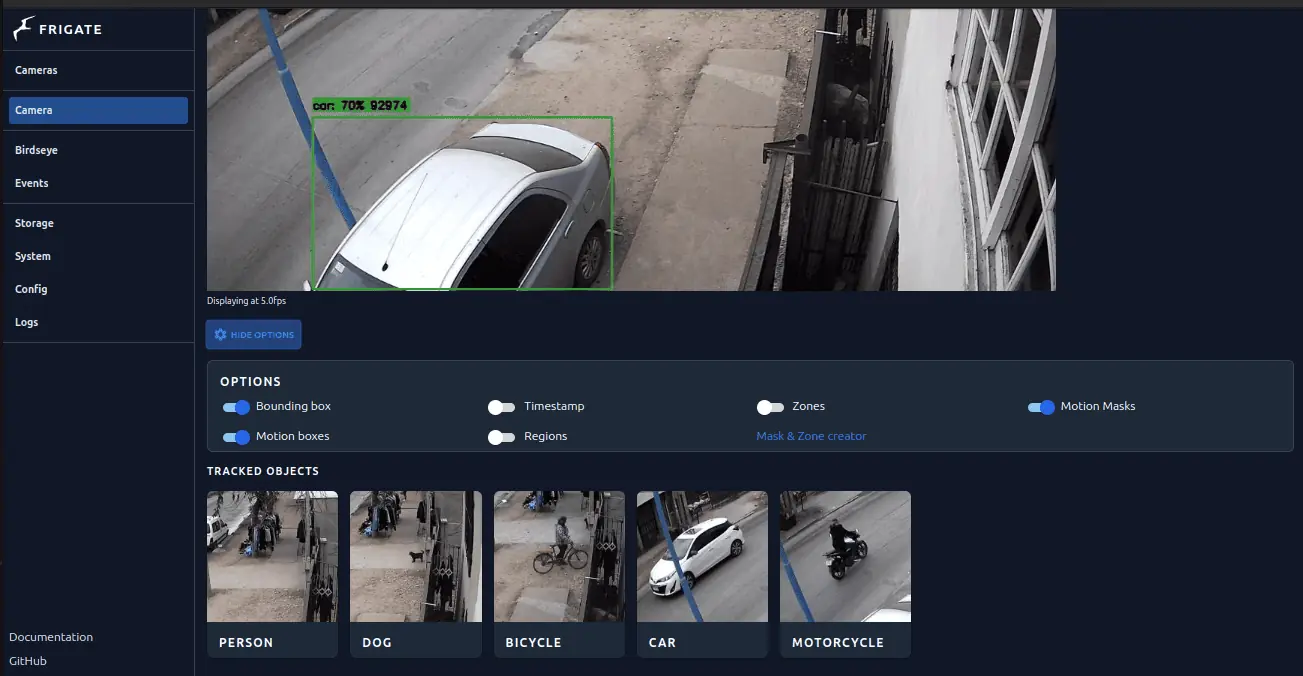 FRIGATE
Cameras
Camera
Birdseye
Events
Storage
System
Config
Logs
Documentation
GitHub
car: 70% 92974
Displaying at 5.0fps
HIDE OPTIONS
OPTIONS
Bounding box
Timestamp
Zones
Motion Masks
Motion boxes
Regions
Mask & Zone creator
TRACKED OBJECTS
PERSON
DOG
BICYCLE
CAR
MOTORCYCLE